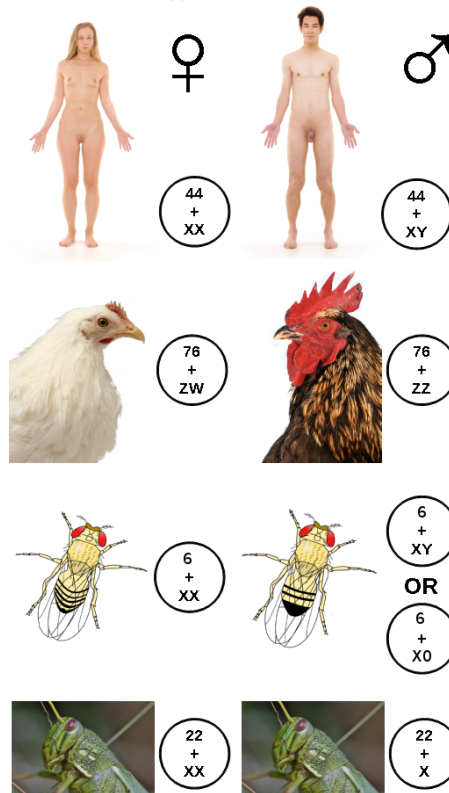 ♀
♂
44
+
XX
44
+
XY
76
+
ZW
76
+
ZZ
6
+
XX
6
+
XY
OR
6
+
X0
22
+
XX
22
+
X